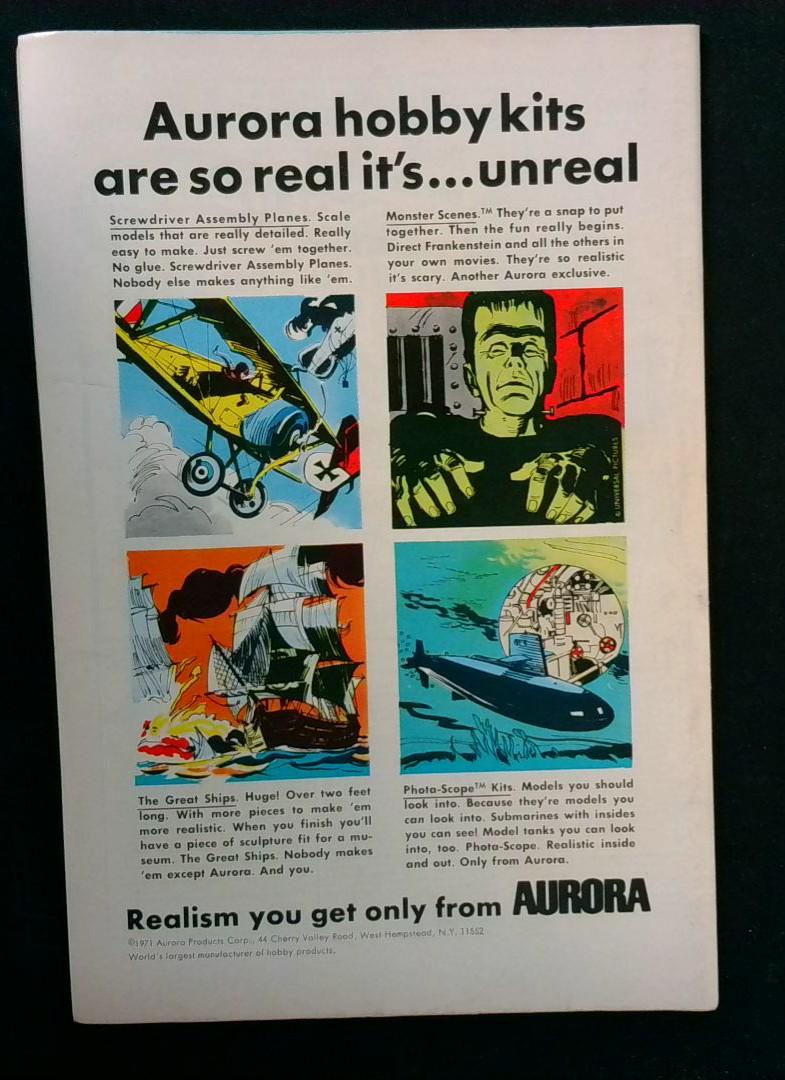 Aurora hobby kits
are so real it's...unreal
Screwdriver Assembly Planes. Scale
models that are really detailed. Really
easy to make. Just screw 'em together.
No glue. Screwdriver Assembly Planes.
Nobody else makes anything like 'em.
Monster Scenes.™ They're a snap to put
together. Then the fun really begins.
Direct Frankenstein and all the others in
your own movies. They're so realistic
it's scary. Another Aurora exclusive.
© UNIVERSAL PICTURES
The Great Ships. Huge! Over two feet
long. With more pieces to make 'em
more realistic. When you finish you'll
have a piece of sculpture fit for a mu-
seum. The Great Ships. Nobody makes
'em except Aurora. And you.
Phota-Scope™ Kits. Models you should
look into. Because they're models you
can look into. Submarines with insides
you can see! Model tanks you can look
into, too. Phota-Scope. Realistic inside
and out. Only from Aurora.
Realism you get only from AURORA
©1971 Aurora Products Corp., 44 Cherry Valley Road, West Hempstead, N.Y. 11552
World's largest manufacturer of hobby products.